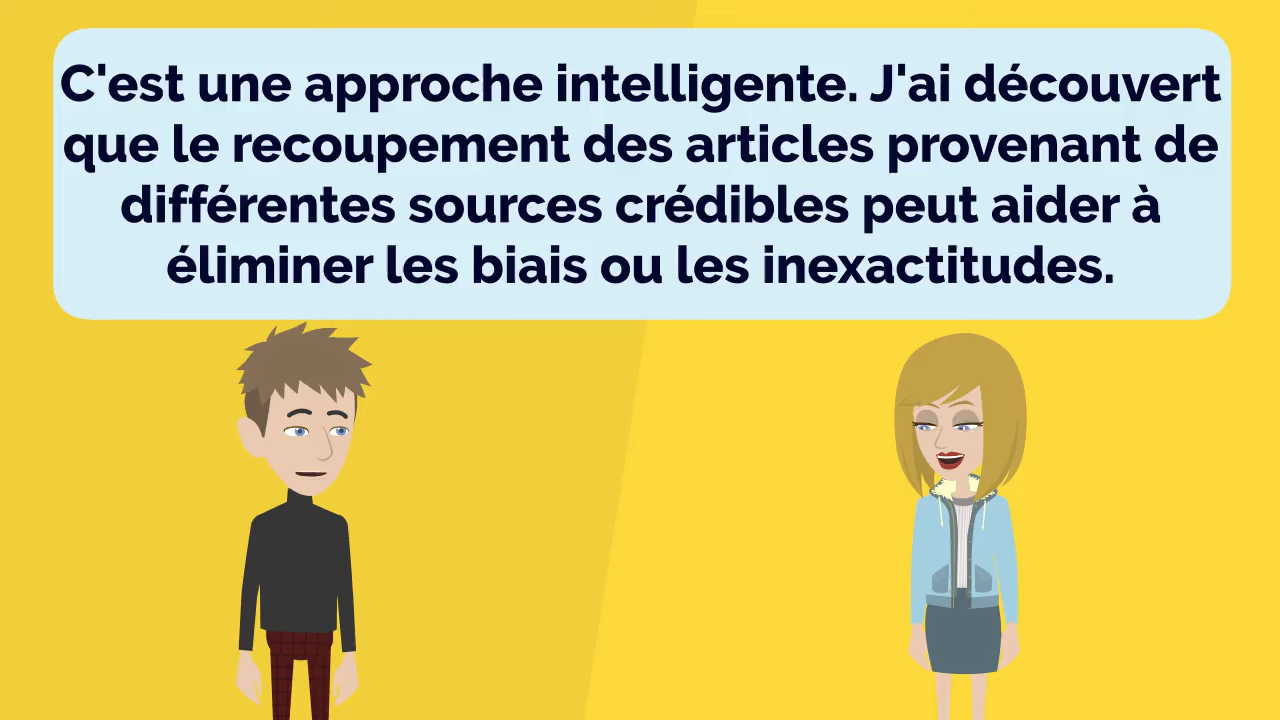 C'est une approche intelligente. J'ai découvert
que le recoupement des articles provenant de
différentes sources crédibles peut aider à
éliminer les biais ou les inexactitudes.